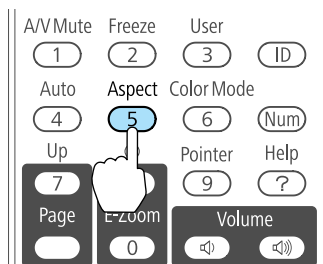 A/V Mute Freeze User
1 2 3 ID
Auto Aspect Color Mode
4 5 6 Num
Up Pointer Help
7 9 ?
Page E-Zoom Volume
0